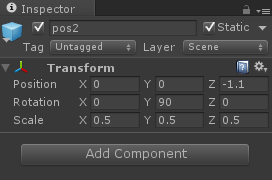 Inspector
pos2 Static
Tag Untagged Layer Scene
Transform
Position X 0 Y 0 Z -1.1
Rotation X 0 Y 90 Z 0
Scale X 0.5 Y 0.5 Z 0.5
Add Component